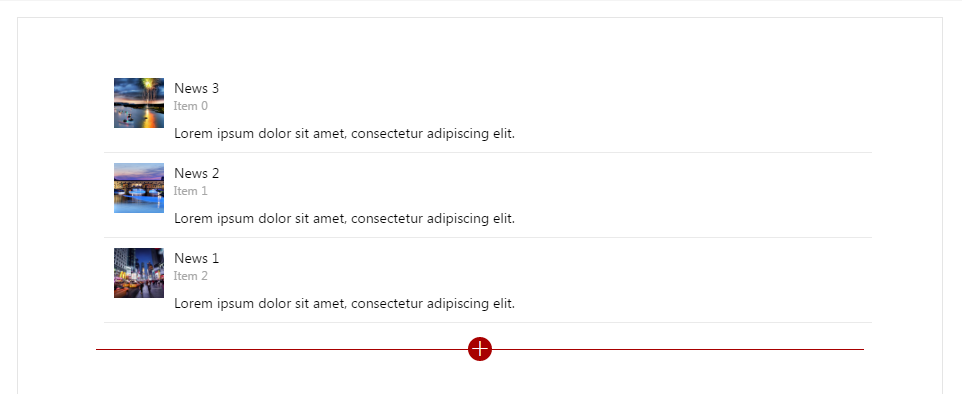 News 3
Item 0
Lorem ipsum dolor sit amet, consectetur adipiscing elit.
News 2
Item 1
Lorem ipsum dolor sit amet, consectetur adipiscing elit.
News 1
Item 2
Lorem ipsum dolor sit amet, consectetur adipiscing elit.